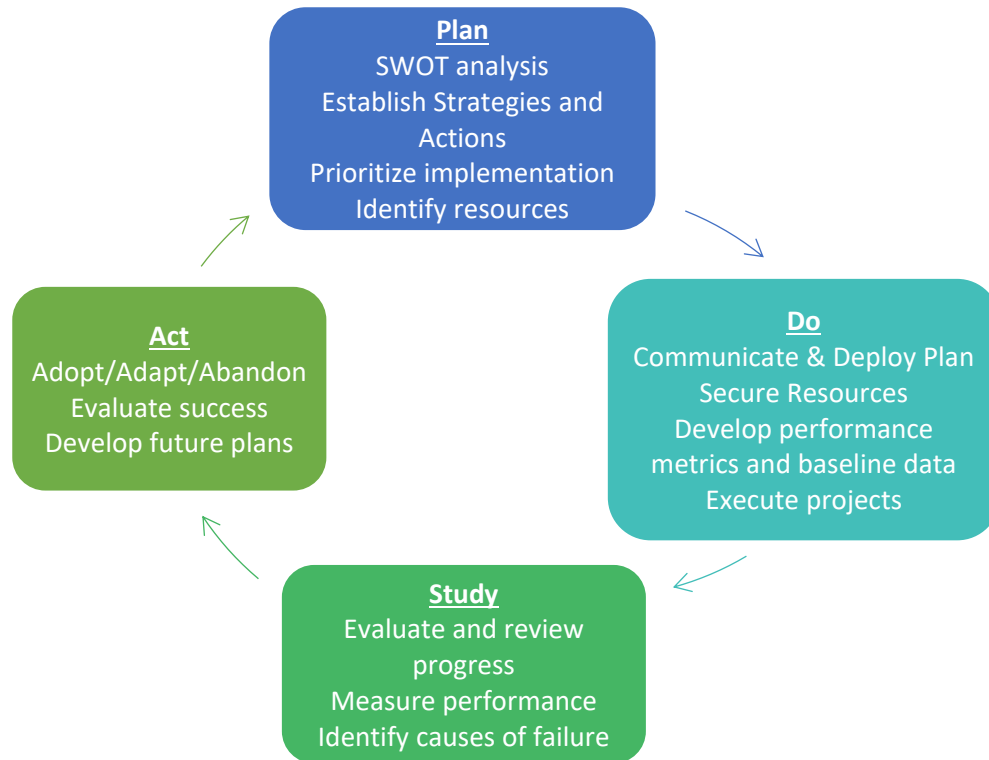 Plan
SWOT analysis
Establish Strategies and
Actions
Prioritize implementation
Identify resources
Do
Communicate & Deploy Plan
Secure Resources
Develop performance
metrics and baseline data
Execute projects
Study
Evaluate and review
progress
Measure performance
Identify causes of failure
Act
Adopt/Adapt/Abandon
Evaluate success
Develop future plans